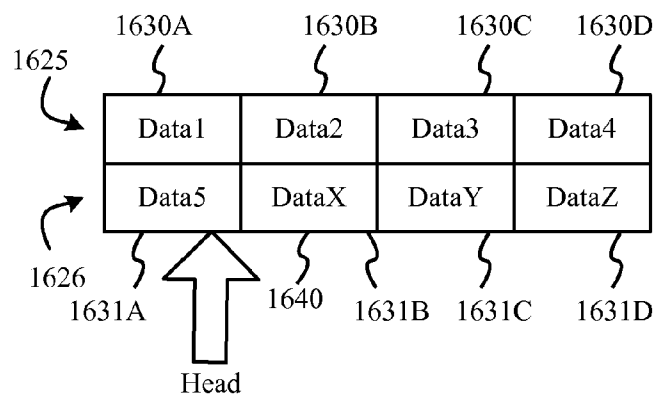 1630A 1630B 1630C 1630D
1625
Data1 Data2 Data3 Data4
Data5 DataX DataY DataZ
1626
1631A 1640 1631B 1631C 1631D
Head